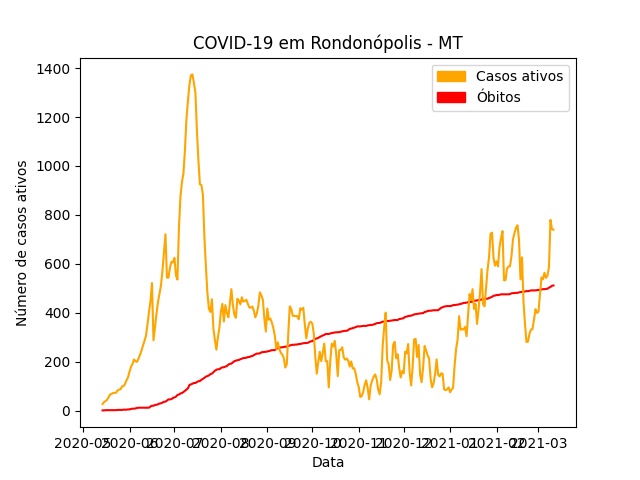 COVID-19 em Rondonópolis - MT
Casos ativos
Óbitos
Número de casos ativos
1400
1200
1000
800
600
400
200
0
2020-05 2020-06 2020-07 2020-08 2020-09 2020-10 2020-11 2020-12 2021-01 2021-02 2021-03
Data